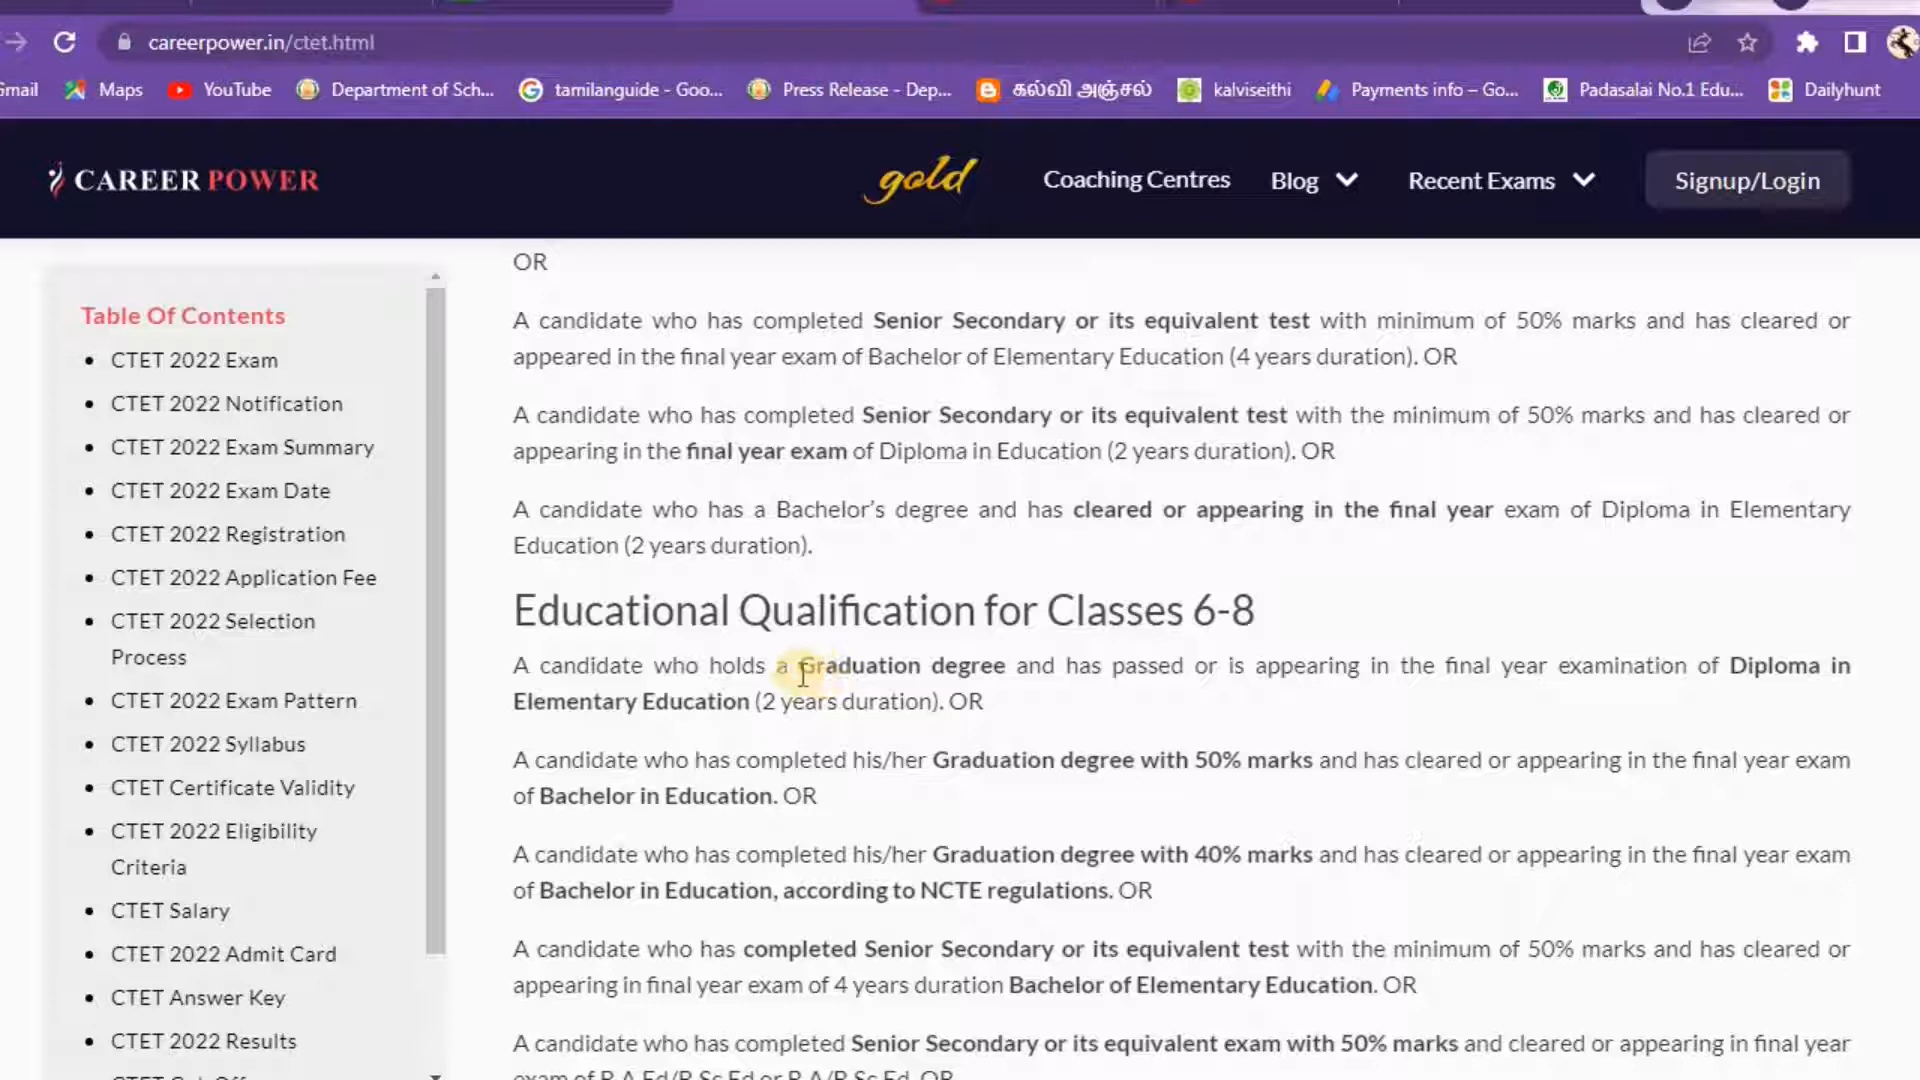 careerpower.in/ctet.html
Gmail Maps YouTube Department of Sch... tamilanguide - Goo... Press Release - Dep... கல்வி அஞ்சல் kalviseithi Payments info – Go... Padasalai No.1 Edu... Dailyhunt
CAREER POWER gold Coaching Centres Blog Recent Exams Signup/Login
Table Of Contents
CTET 2022 Exam
CTET 2022 Notification
CTET 2022 Exam Summary
CTET 2022 Exam Date
CTET 2022 Registration
CTET 2022 Application Fee
CTET 2022 Selection
Process
CTET 2022 Exam Pattern
CTET 2022 Syllabus
CTET Certificate Validity
CTET 2022 Eligibility
Criteria
CTET Salary
CTET 2022 Admit Card
CTET Answer Key
CTET 2022 Results
OR
A candidate who has completed Senior Secondary or its equivalent test with minimum of 50% marks and has cleared or
appeared in the final year exam of Bachelor of Elementary Education (4 years duration). OR
A candidate who has completed Senior Secondary or its equivalent test with the minimum of 50% marks and has cleared or
appearing in the final year exam of Diploma in Education (2 years duration). OR
A candidate who has a Bachelor’s degree and has cleared or appearing in the final year exam of Diploma in Elementary
Education (2 years duration).
Educational Qualification for Classes 6-8
A candidate who holds a Graduation degree and has passed or is appearing in the final year examination of Diploma in
Elementary Education (2 years duration). OR
A candidate who has completed his/her Graduation degree with 50% marks and has cleared or appearing in the final year exam
of Bachelor in Education. OR
A candidate who has completed his/her Graduation degree with 40% marks and has cleared or appearing in the final year exam
of Bachelor in Education, according to NCTE regulations. OR
A candidate who has completed Senior Secondary or its equivalent test with the minimum of 50% marks and has cleared or
appearing in final year exam of 4 years duration Bachelor of Elementary Education. OR
A candidate who has completed Senior Secondary or its equivalent exam with 50% marks and cleared or appearing in final year